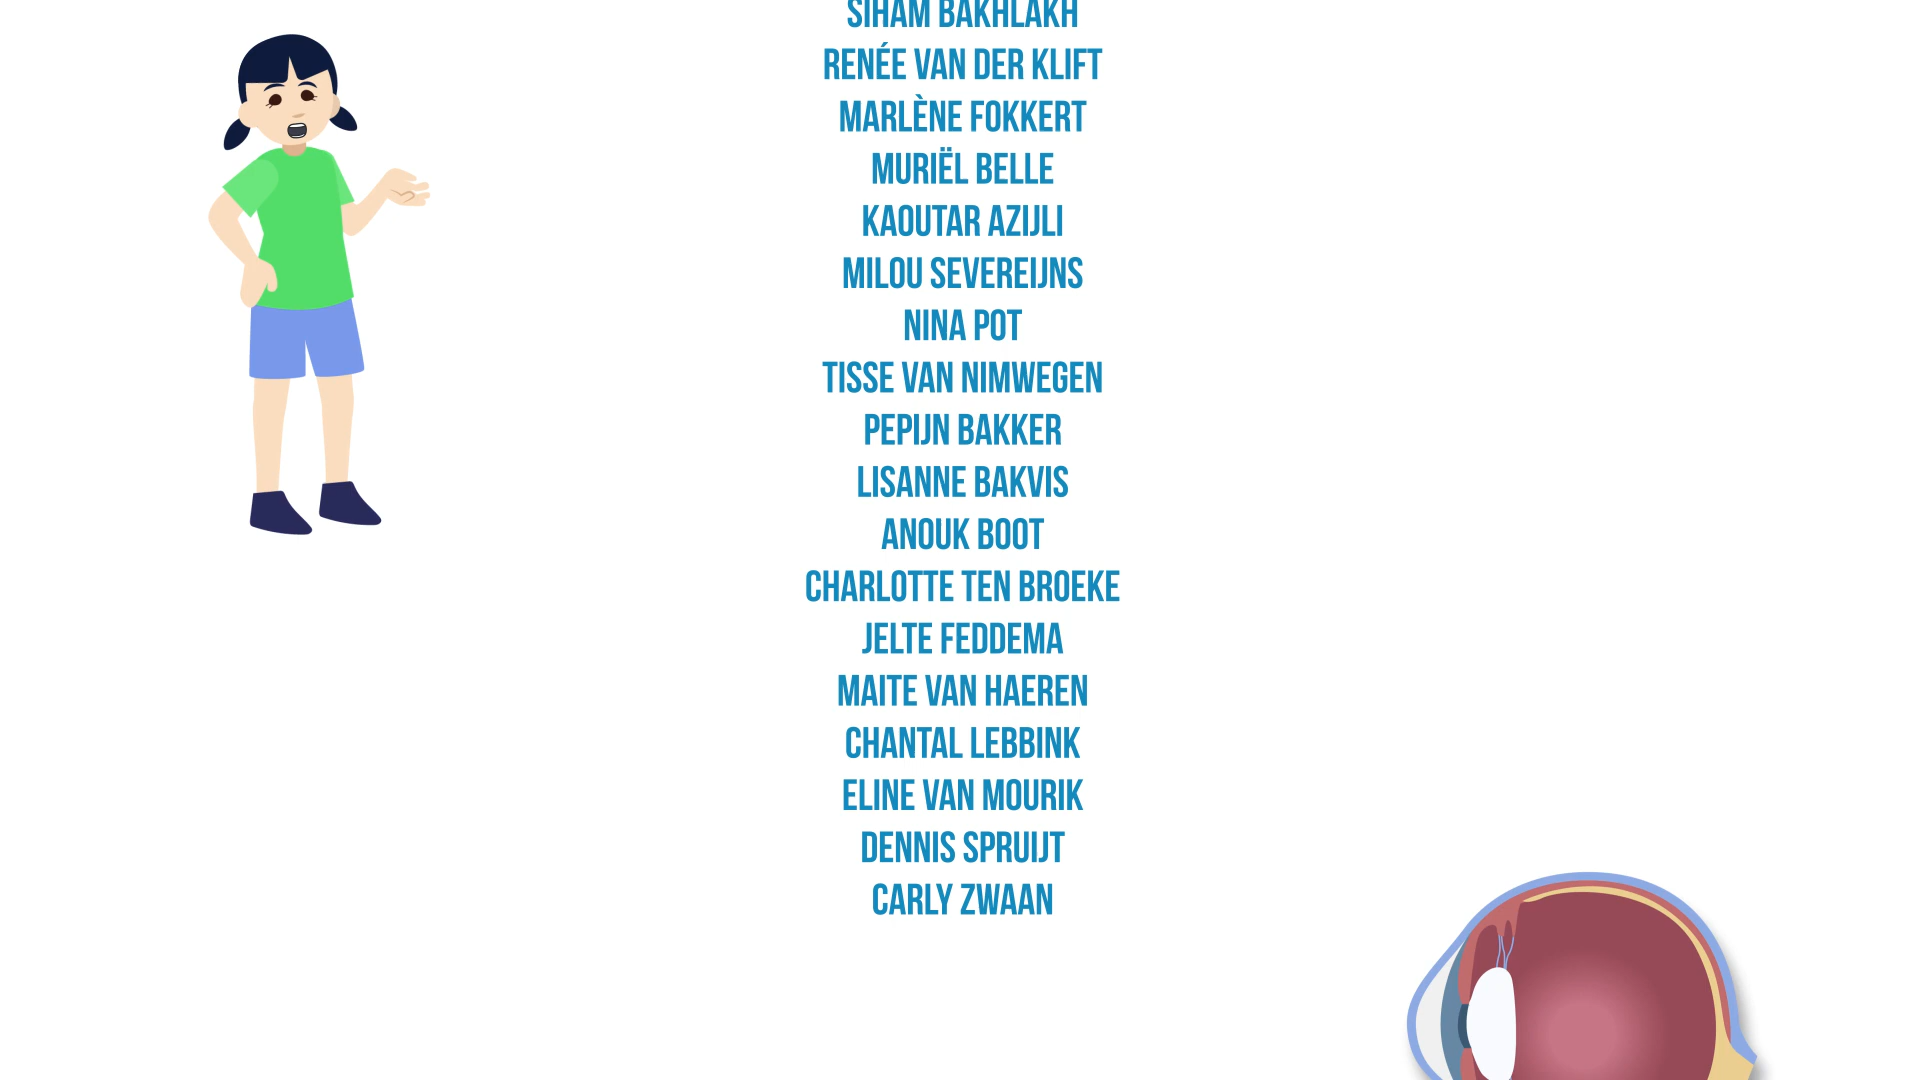 SIHAM BAKHLAKH
RENÉE VAN DER KLIFT
MARLÈNE FOKKERT
MURIËL BELLE
KAOUTAR AZIJLI
MILOU SEVEREIJNS
NINA POT
TISSE VAN NIMWEGEN
PEPIJN BAKKER
LISANNE BAKVIS
ANOUK BOOT
CHARLOTTE TEN BROEKE
JELTE FEDDEMA
MAITE VAN HAEREN
CHANTAL LEBBINK
ELINE VAN MOURIK
DENNIS SPRUIJT
CARLY ZWAAN